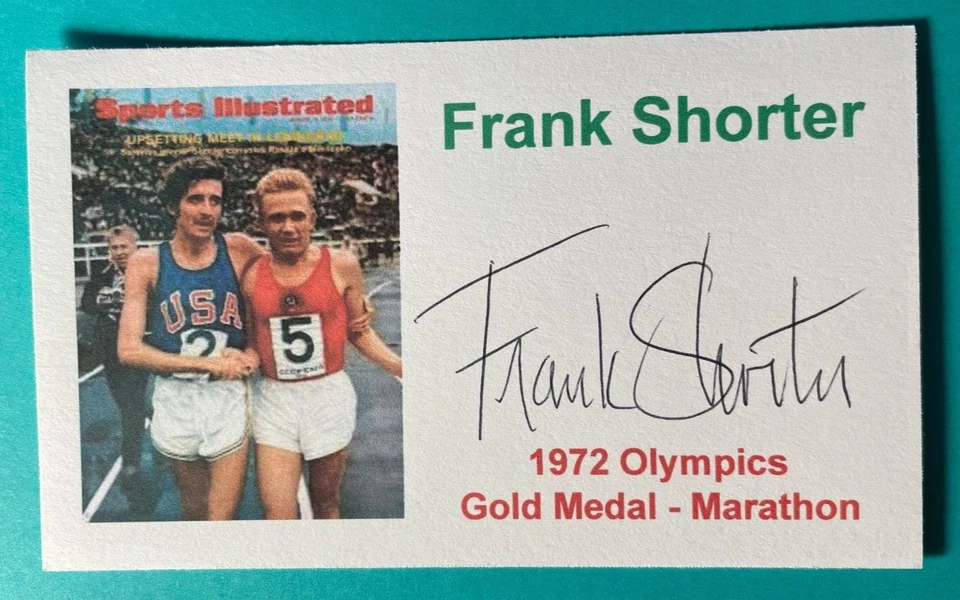 Sports Illustrated
UPSETTING MEET IN LENINGRAD
USA
2
5
Frank Shorter
Frank Shorter
1972 Olympics
Gold Medal - Marathon